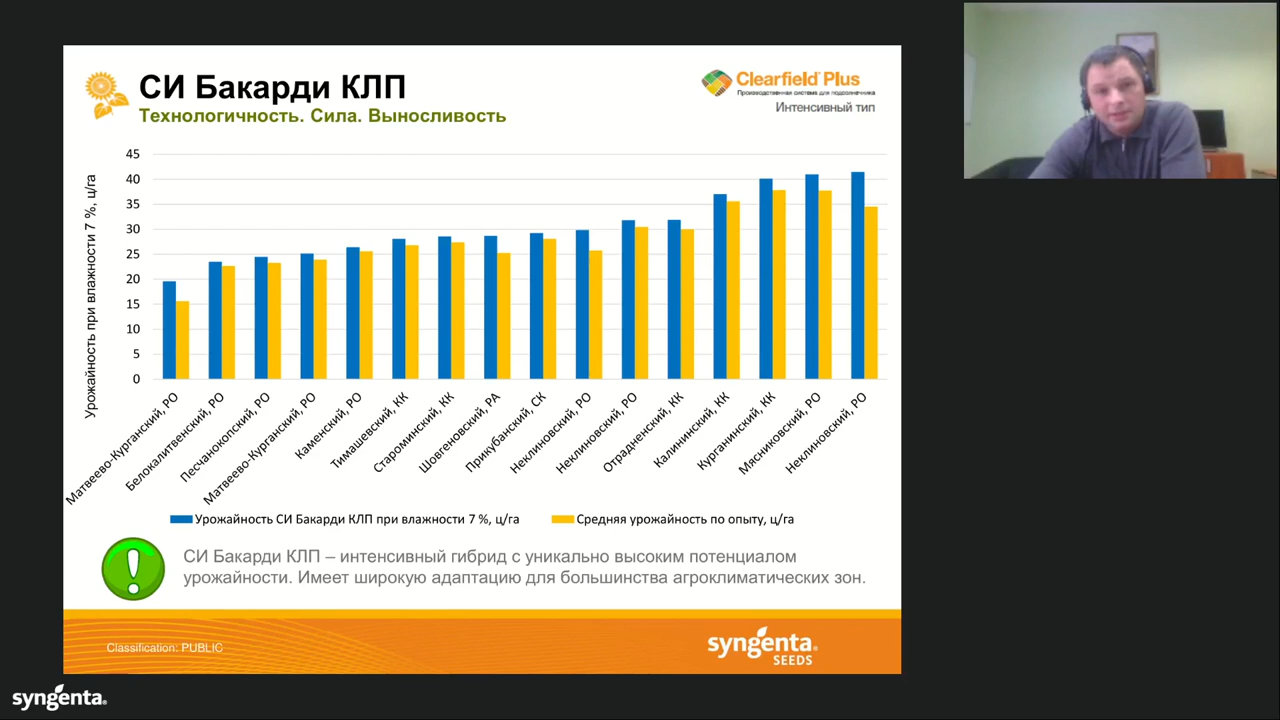 СИ Бакарди КЛП
Технологичность. Сила. Выносливость
Clearfield® Plus
Производственная система для подсолнечника
Интенсивный тип
Урожайность при влажности 7 %, ц/га
45
40
35
30
25
20
15
10
5
0
Матвеево-Курганский, РО
Белокалитвенский, РО
Песчанокопский, РО
Матвеево-Курганский, РО
Каменский, РО
Тимашевский, КК
Староминский, КК
Шовгеновский, РА
Прикубанский, СК
Неклиновский, РО
Неклиновский, РО
Отрадненский, КК
Калининский, КК
Курганинский, КК
Мясниковский, РО
Неклиновский, РО
Урожайность СИ Бакарди КЛП при влажности 7 %, ц/га
Средняя урожайность по опыту, ц/га
СИ Бакарди КЛП – интенсивный гибрид с уникально высоким потенциалом
урожайности. Имеет широкую адаптацию для большинства агроклиматических зон.
Classification: PUBLIC
syngenta®
SEEDS
syngenta®